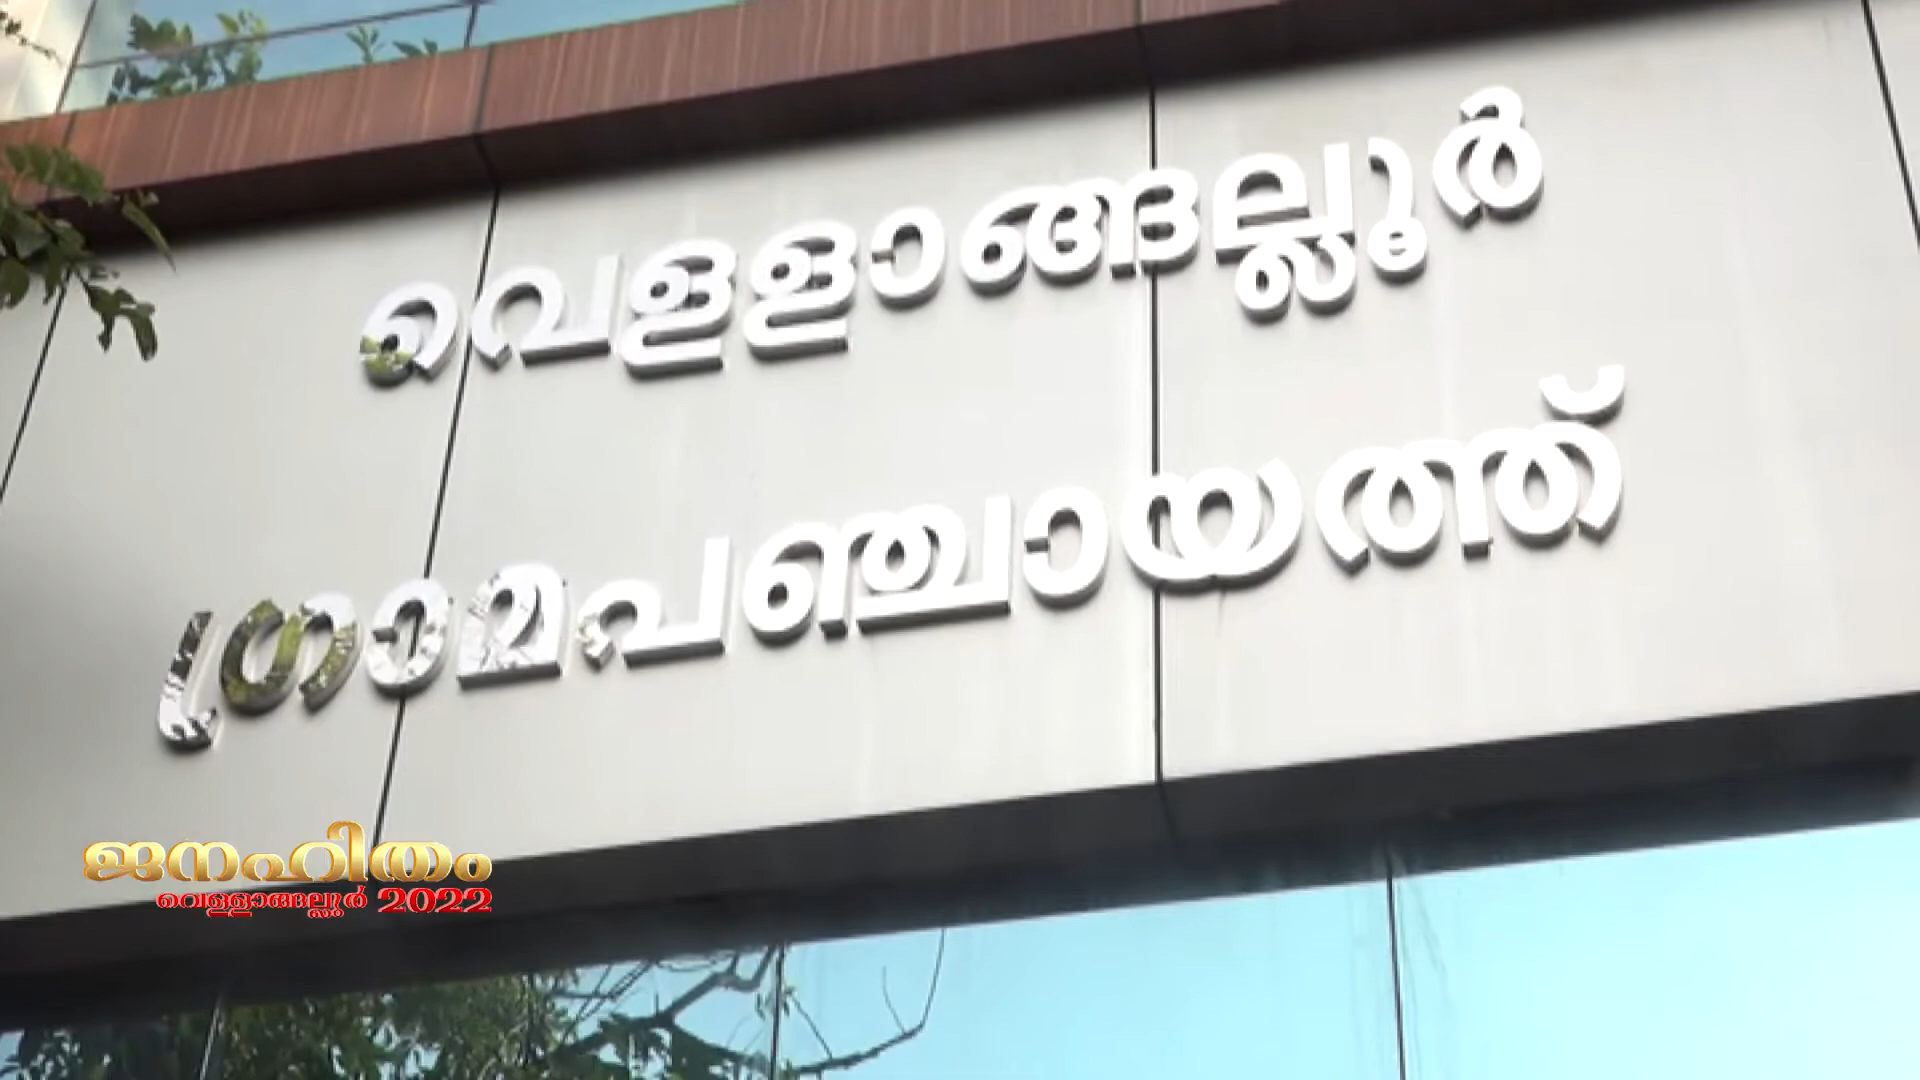 വെള്ളാങ്ങല്ലൂർ
ഗ്രാമപഞ്ചായത്ത്
ജനഹിതം
വെള്ളാങ്ങല്ലൂർ 2022